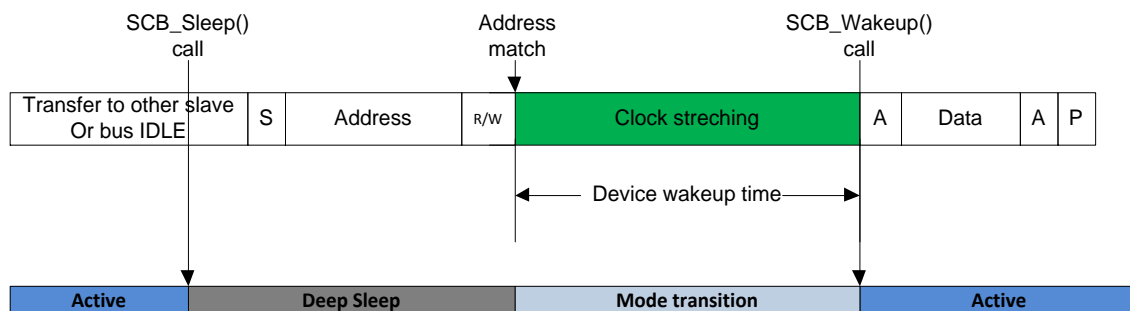 SCB_Sleep()
call
Address
match
SCB_Wakeup()
call
Transfer to other slave
Or bus IDLE
S
Address
R/W
Clock streching
A
Data
A
P
Device wakeup time
Active
Deep Sleep
Mode transition
Active